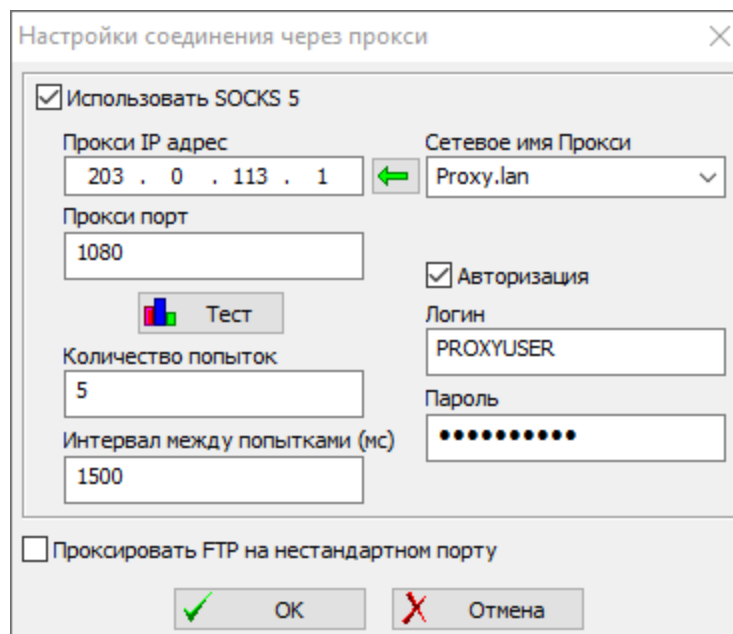 Настройки соединения через прокси
Использовать SOCKS 5
Прокси IP адрес
203 . 0 . 113 . 1
Сетевое имя Прокси
Proxy.lan
Прокси порт
1080
Тест
Авторизация
Логин
PROXYUSER
Количество попыток
5
Пароль
••••••••••
Интервал между попытками (мс)
1500
Проксировать FTP на нестандартном порту
OK
Отмена